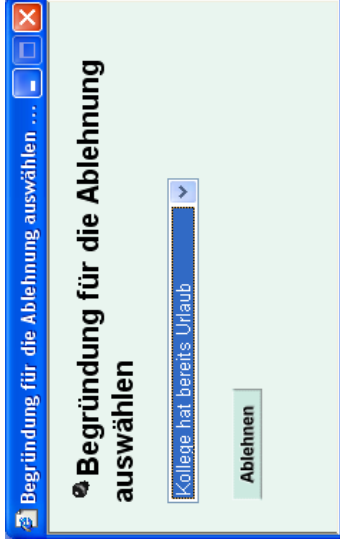 Begründung für die Ablehnung auswählen ...
Begründung für die Ablehnung
auswählen
Kollege hat bereits Urlaub
Ablehnen